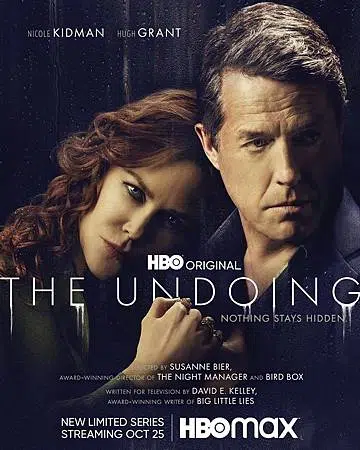 NICOLE KIDMAN HUGH GRANT
HBO ORIGINAL
THE UNDOING
NOTHING STAYS HIDDEN.
DIRECTED BY SUSANNE BIER,
AWARD-WINNING DIRECTOR OF THE NIGHT MANAGER AND BIRD BOX
WRITTEN FOR TELEVISION BY DAVID E. KELLEY,
AWARD-WINNING WRITER OF BIG LITTLE LIES
NEW LIMITED SERIES
STREAMING OCT 25
HBOMAX